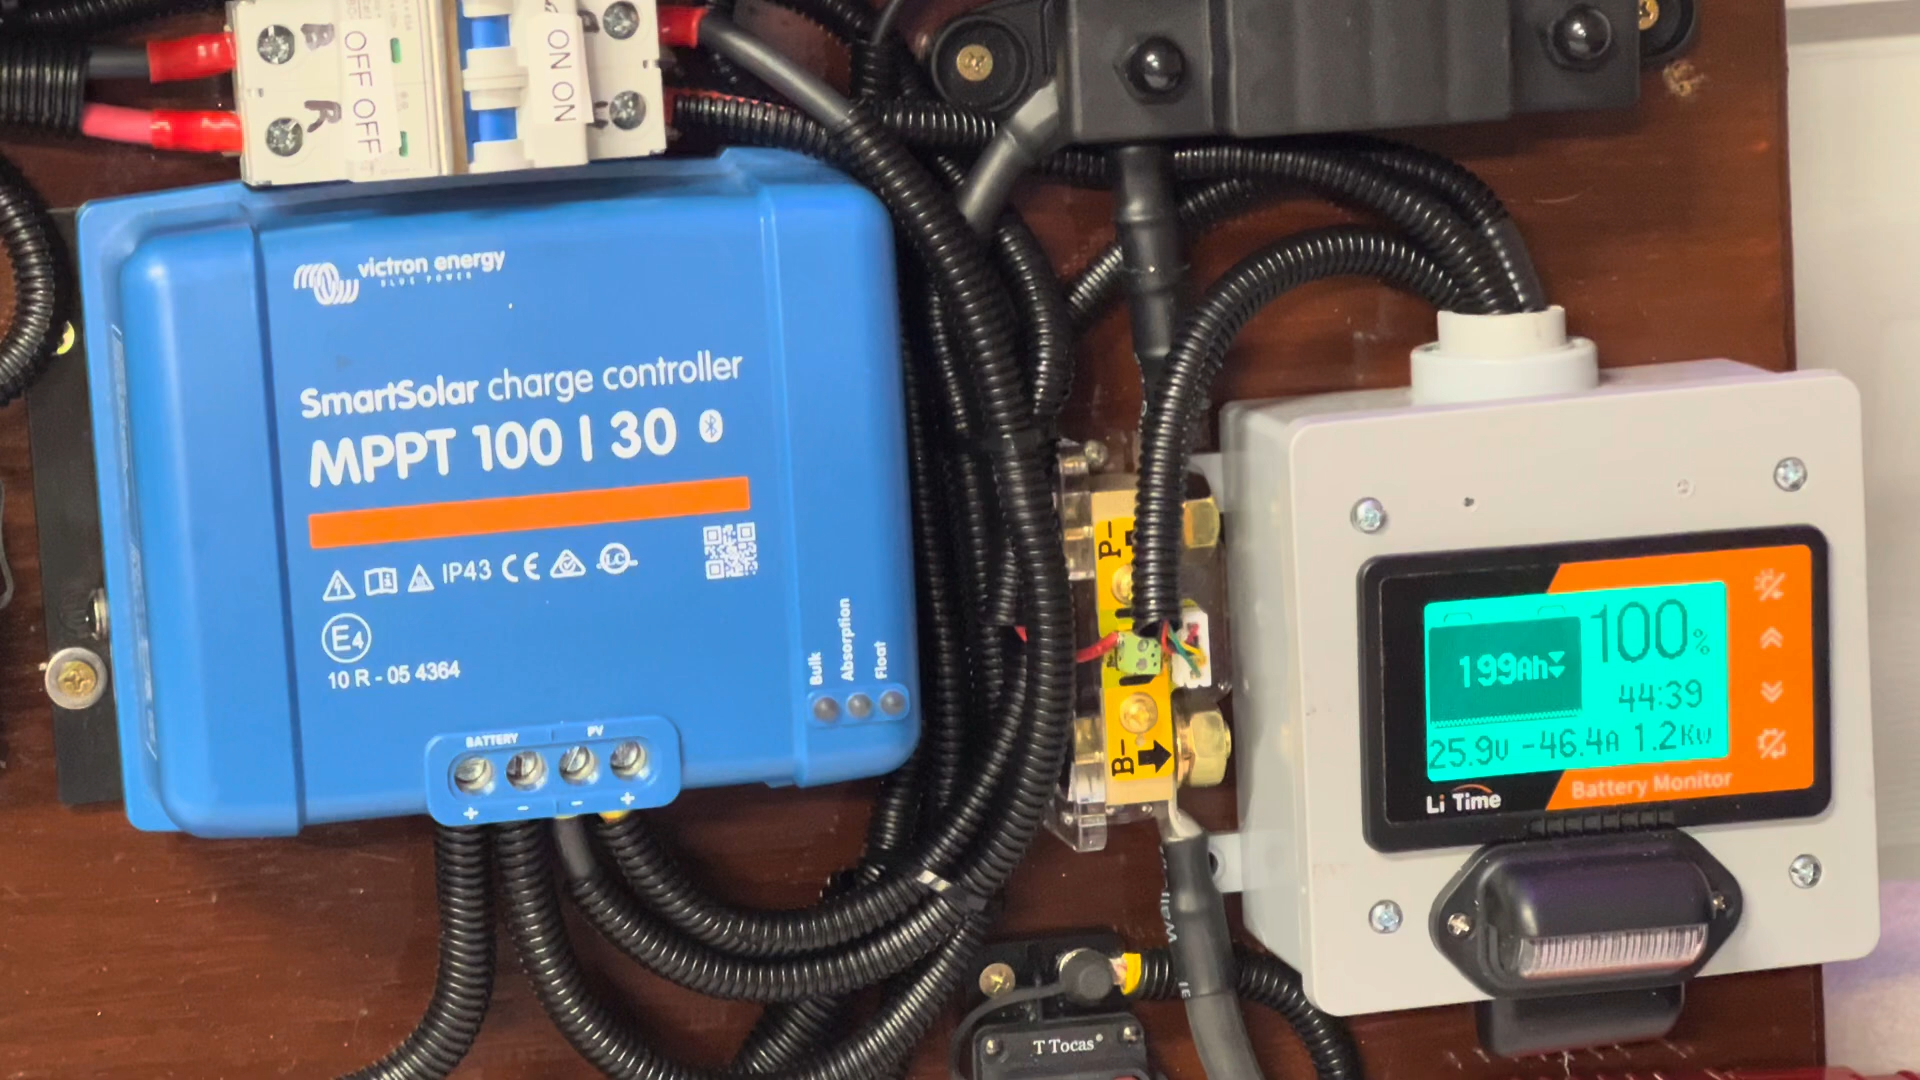 B
R
OFF OFF
ON ON
victron energy
BLUE POWER
SmartSolar charge controller
MPPT 100 | 30
IP43 CE
E4
10 R - 05 4364
Bulk
Absorption
Float
BATTERY PV
+ - - +
P-
B-
100%
199Ah
44:39
25.9V -46.4A 1.2Kw
Li Time
Battery Monitor
T Tocas®